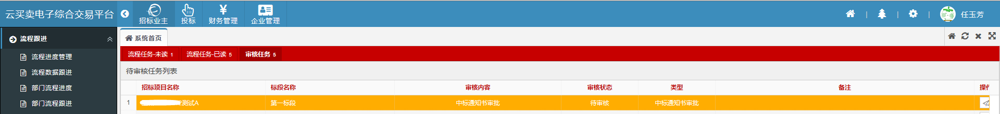 云买卖电子综合交易平台
招标业主
投标
财务管理
企业管理
任玉芳
流程跟进
流程进度管理
流程数据跟进
部门流程进度
部门流程跟进
系统首页
流程任务-未读 1
流程任务-已读 5
审核任务 5
待审核任务列表
招标项目名称 标段名称 审核内容 审核状态 类型 备注
1 测试A 第一标段 中标通知书审批 待审核 中标通知书审批